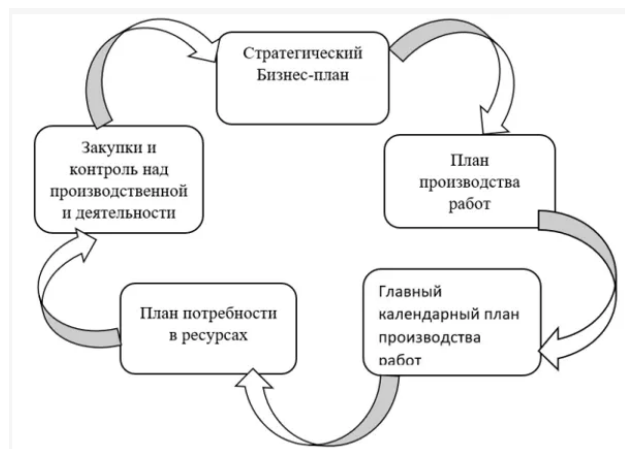 Стратегический
Бизнес-план
План
производства
работ
Главный
календарный план
производства
работ
План потребности
в ресурсах
Закупки и
контроль над
производственной
и деятельности